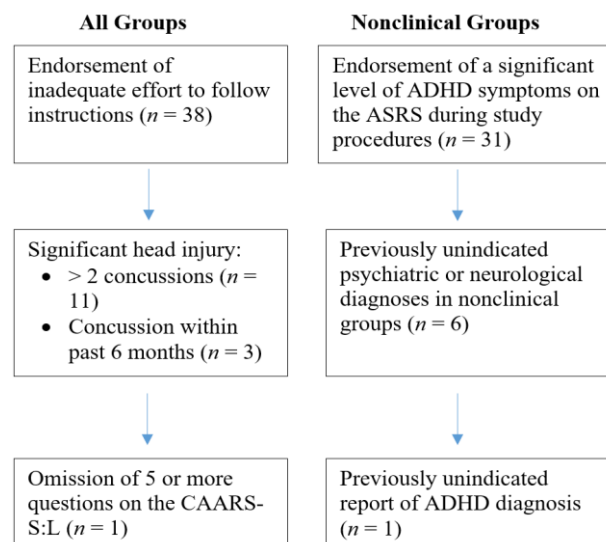 All Groups
Endorsement of
inadequate effort to follow
instructions (n = 38)
Significant head injury:
• > 2 concussions (n =
11)
• Concussion within
past 6 months (n = 3)
Omission of 5 or more
questions on the CAARS-
S:L (n = 1)
Nonclinical Groups
Endorsement of a significant
level of ADHD symptoms on
the ASRS during study
procedures (n = 31)
Previously unindicated
psychiatric or neurological
diagnoses in nonclinical
groups (n = 6)
Previously unindicated
report of ADHD diagnosis
(n = 1)